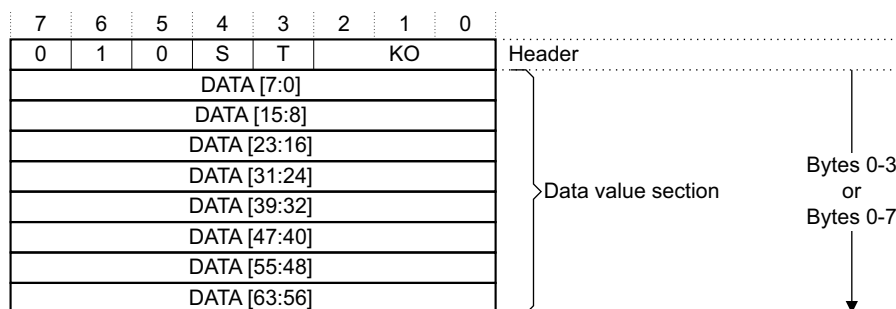 7 6 5 4 3 2 1 0
0 1 0 S T KO Header
DATA [7:0]
DATA [15:8]
DATA [23:16]
DATA [31:24]
DATA [39:32]
DATA [47:40]
DATA [55:48]
DATA [63:56]
Data value section
Bytes 0-3
or
Bytes 0-7